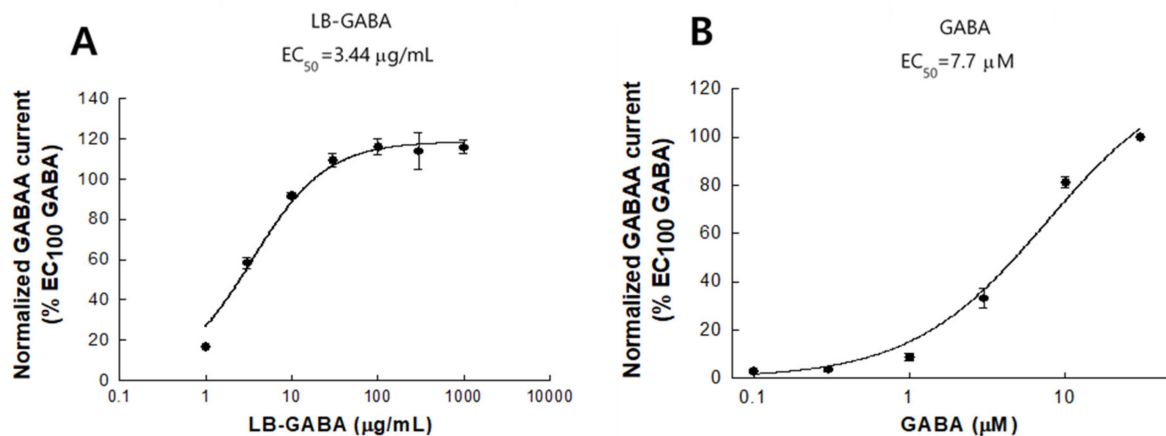 A
LB-GABA
EC50=3.44 μg/mL
Normalized GABAA current
(% EC100 GABA)
140
120
100
80
60
40
20
0
0.1
1
10
100
1000
10000
LB-GABA (μg/mL)
B
GABA
EC50=7.7 μM
Normalized GABAA current
(% EC100 GABA)
120
100
80
60
40
20
0
0.1
1
10
GABA (μM)